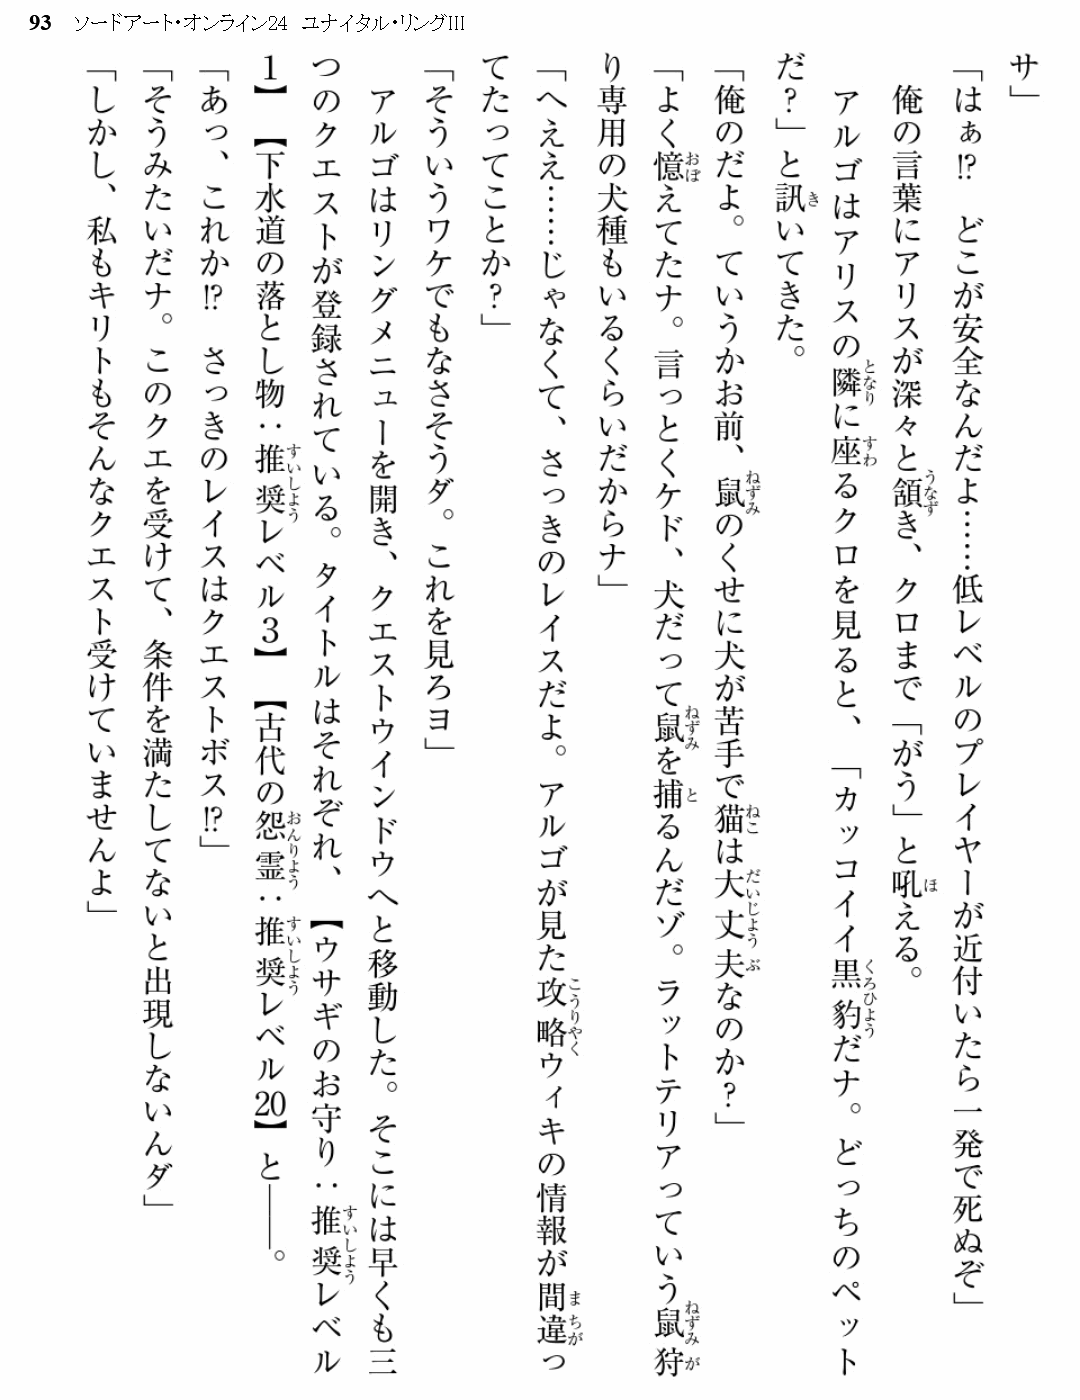 93 ソードアート・オンライン24 ユナイタル・リングIII
サ」
「はぁ!? どこが安全なんだよ……低レベルのプレイヤーが近付いたら一発で死ぬぞ」
俺の言葉にアリスが深々と頷き、クロまで「がう」と吼える。
アルゴはアリスの隣に座るクロを見ると、「カッコイイ黒豹だナ。どっちのペット
だ?」と訊いてきた。
「俺のだよ。ていうかお前、鼠のくせに犬が苦手で猫は大丈夫なのか?」
「よく憶えてたナ。言っとくケド、犬だって鼠を捕るんだゾ。ラットテリアっていう鼠狩
り専用の犬種もいるくらいだからナ」
「へええ……じゃなくて、さっきのレイスだよ。アルゴが見た攻略ウィキの情報が間違っ
てたってことか?」
「そういうワケでもなさそうダ。これを見ろヨ」
アルゴはリングメニューを開き、クエストウインドウへと移動した。そこには早くも三
つのクエストが登録されている。タイトルはそれぞれ、【ウサギのお守り:推奨レベル
1】【下水道の落とし物:推奨レベル3】【古代の怨霊:推奨レベル20】と――。
「あっ、これか!? さっきのレイスはクエストボス!?」
「そうみたいだナ。このクエを受けて、条件を満たしてないと出現しないんダ」
「しかし、私もキリトもそんなクエスト受けていませんよ」